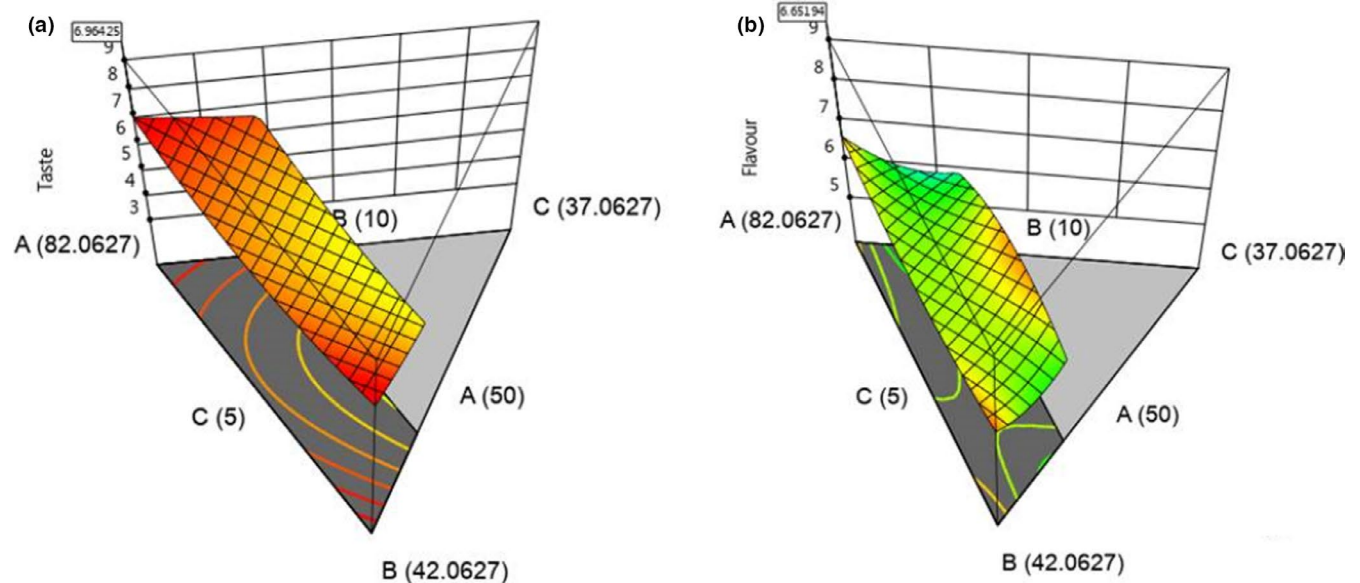 (a)
6.96425
9
8
7
6
5
4
3
Taste
A (82.0627)
B (10)
C (37.0627)
C (5)
A (50)
B (42.0627)
(b)
6.65194
9
8
7
6
5
Flavour
A (82.0627)
B (10)
C (37.0627)
C (5)
A (50)
B (42.0627)